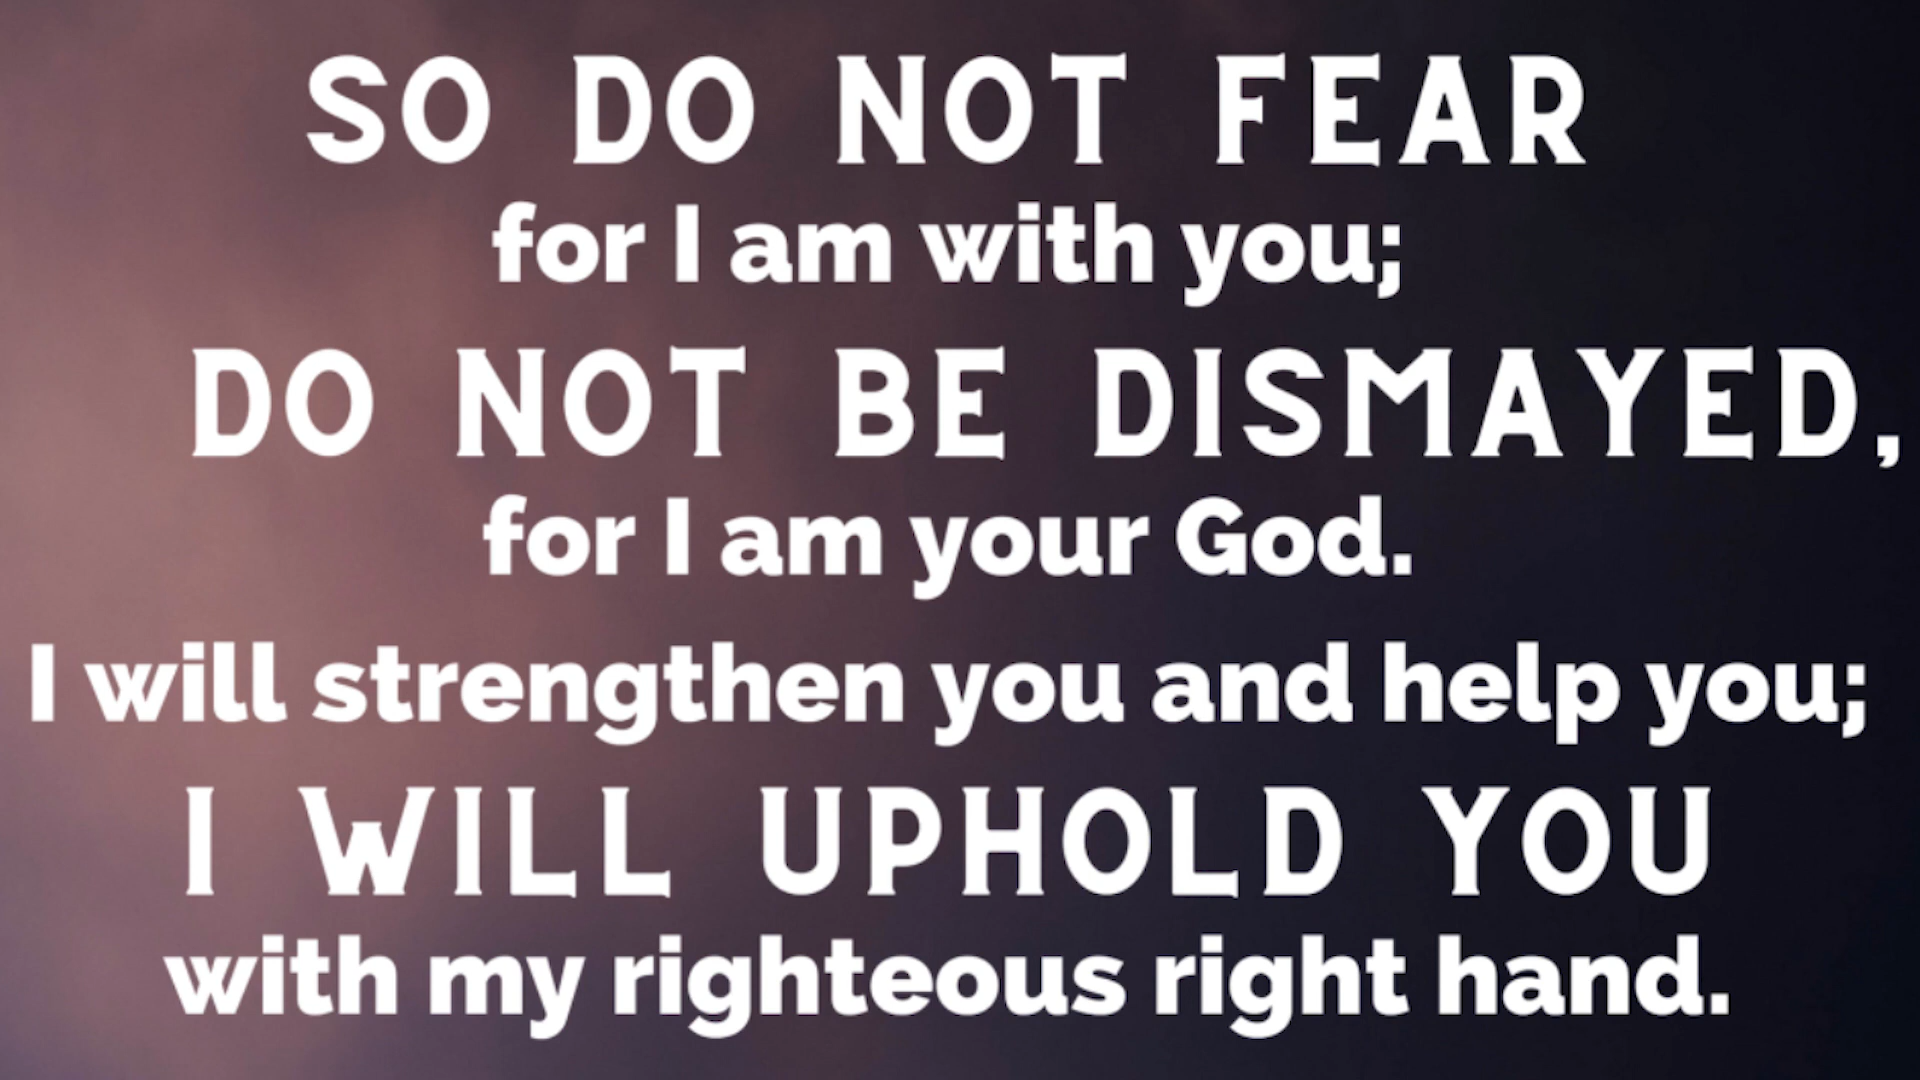 SO DO NOT FEAR
for I am with you;
DO NOT BE DISMAYED,
for I am your God.
I will strengthen you and help you;
I WILL UPHOLD YOU
with my righteous right hand.